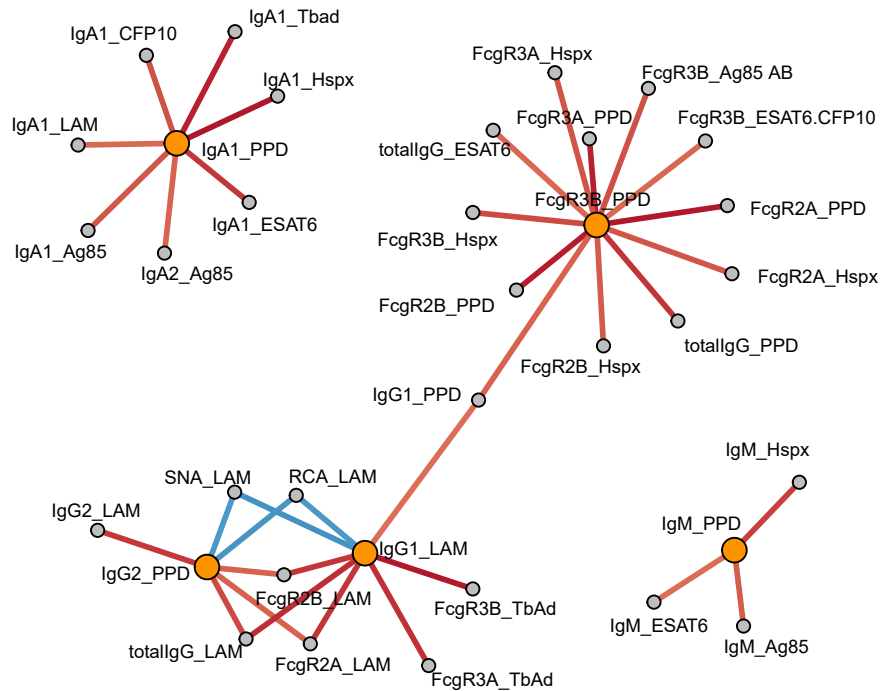 IgA1_Tbad
IgA1_CFP10
FcgR3A_Hspx
FcgR3B_Ag85 AB
IgA1_Hspx
FcgR3A_PPD
FcgR3B_ESAT6.CFP10
IgA1_LAM
IgA1_PPD
totalIgG_ESAT6
FcgR3B_PPD
FcgR2A_PPD
IgA1_ESAT6
FcgR3B_Hspx
IgA1_Ag85
IgA2_Ag85
FcgR2A_Hspx
FcgR2B_PPD
totalIgG_PPD
FcgR2B_Hspx
IgG1_PPD
IgM_Hspx
SNA_LAM
RCA_LAM
IgG2_LAM
IgM_PPD
IgG1_LAM
IgG2_PPD
FcgR2B_LAM
FcgR3B_TbAd
IgM_ESAT6
totalIgG_LAM
IgM_Ag85
FcgR2A_LAM
FcgR3A_TbAd